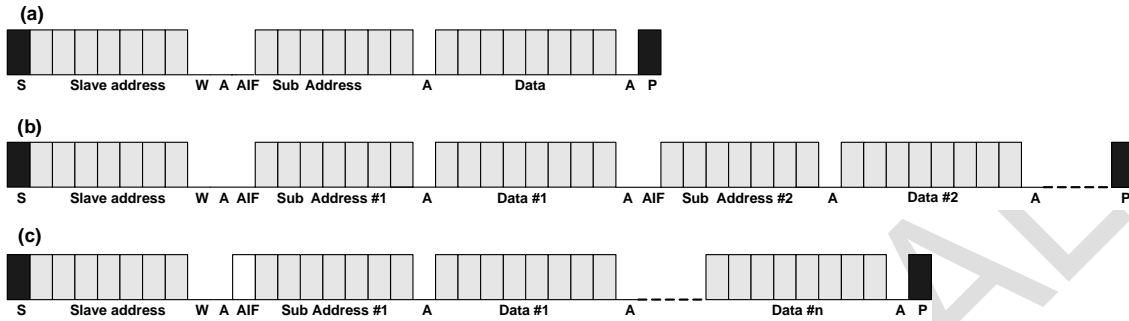 (a)
S Slave address W A AIF Sub Address A Data A P
(b)
S Slave address W A AIF Sub Address #1 A Data #1 A AIF Sub Address #2 A Data #2 A P
(c)
S Slave address W A AIF Sub Address #1 A Data #1 A Data #n A P